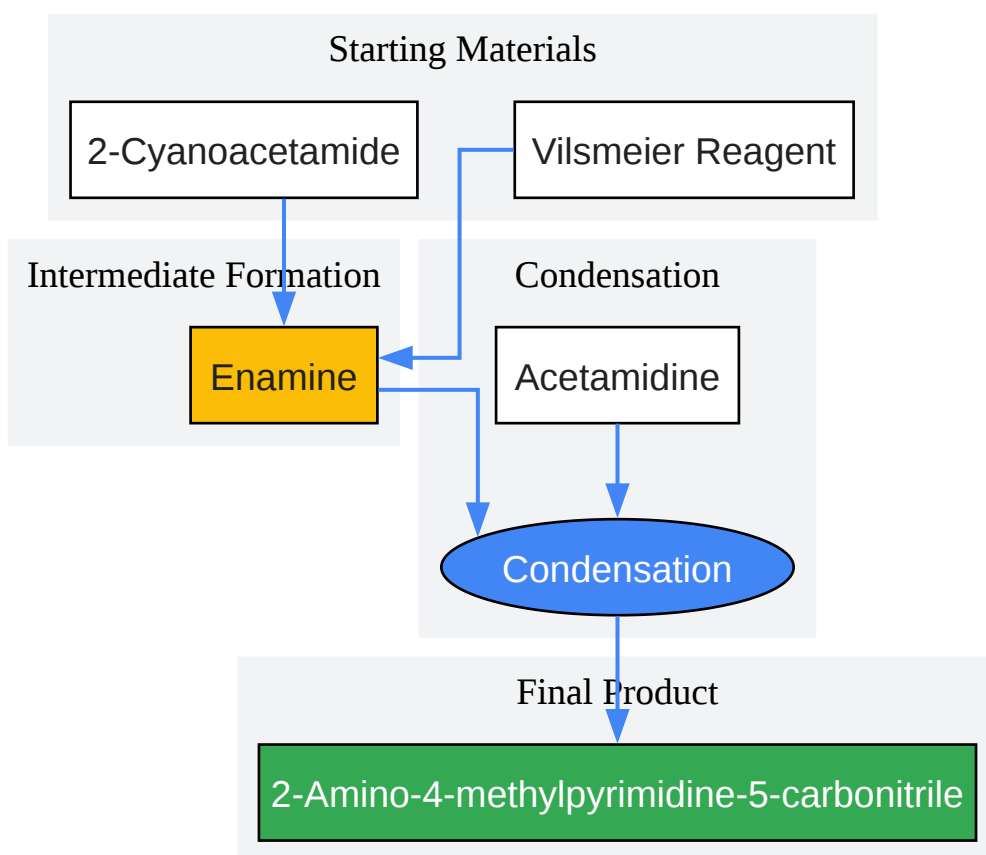 Starting Materials
2-Cyanoacetamide
Vilsmeier Reagent
Intermediate Formation
Condensation
Enamine
Acetamidine
Condensation
Final Product
2-Amino-4-methylpyrimidine-5-carbonitrile